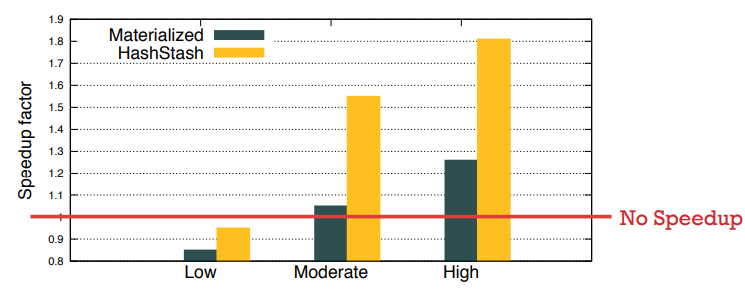 1.9
Materialized
1.8
HashStash
1.7
1.6
1.5
Speedup factor
1.4
1.3
1.2
1.1
1
No Speedup
0.9
0.8
Low Moderate High